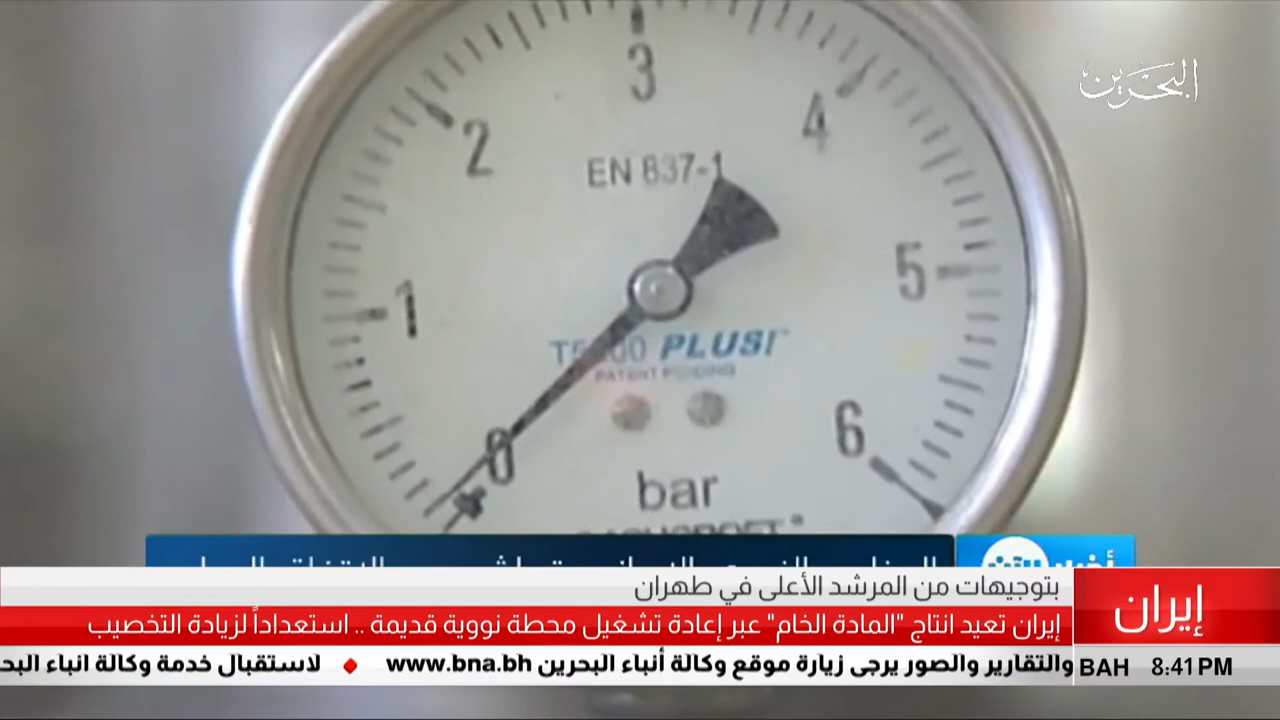 البحرين
3
2
4
EN 837-1
5
1
PLUS
6
0
bar
إيران
بتوجيهات من المرشد الأعلى في طهران
إيران تعيد انتاج "المادة الخام" عبر إعادة تشغيل محطة نووية قديمة .. استعداداً لزيادة التخصيب
والتقارير والصور يرجى زيارة موقع وكالة أنباء البحرين www.bna.bh ♦ لاستقبال خدمة وكالة انباء
BAH 8:41 PM